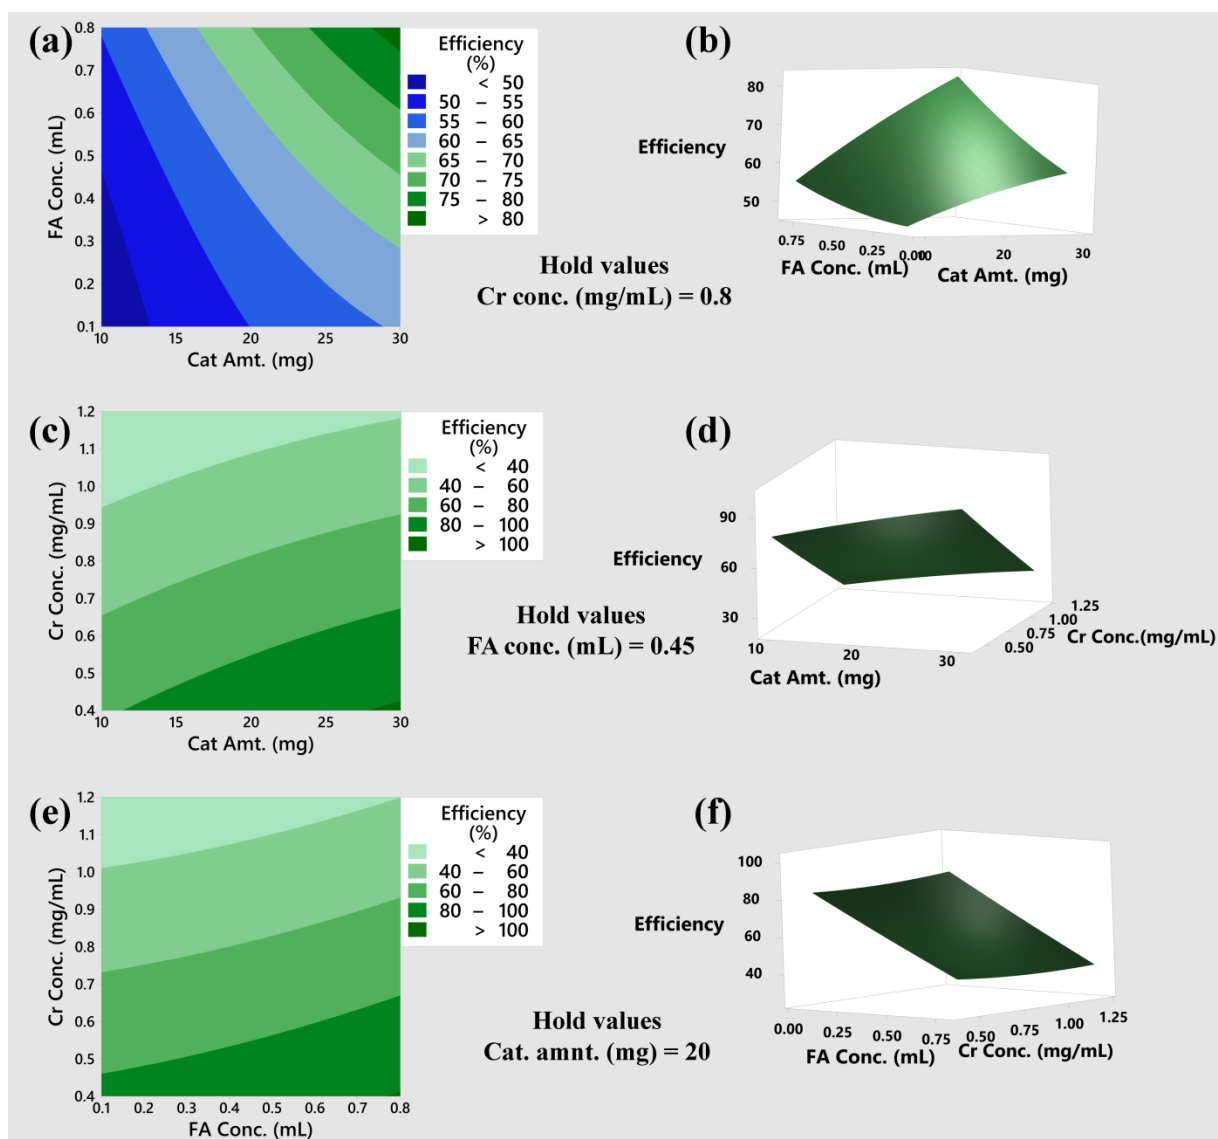 (a)
0.8
0.7
0.6
0.5
0.4
0.3
0.2
0.1
FA Conc. (mL)
10 15 20 25 30
Cat Amt. (mg)
Efficiency
(%)
< 50
50 – 55
55 – 60
60 – 65
65 – 70
70 – 75
75 – 80
> 80
(b)
80
70
60
50
Efficiency
0.75 0.50 0.25 0.00
FA Conc. (mL)
10 20 30
Cat Amt. (mg)
Hold values
Cr conc. (mg/mL) = 0.8
(c)
1.2
1.1
1.0
0.9
0.8
0.7
0.6
0.5
0.4
Cr Conc. (mg/mL)
10 15 20 25 30
Cat Amt. (mg)
Efficiency
(%)
< 40
40 – 60
60 – 80
80 – 100
> 100
(d)
90
60
30
Efficiency
10 20 30
Cat Amt. (mg)
0.50 0.75 1.00 1.25
Cr Conc.(mg/mL)
Hold values
FA conc. (mL) = 0.45
(e)
1.2
1.1
1.0
0.9
0.8
0.7
0.6
0.5
0.4
Cr Conc. (mg/mL)
0.1 0.2 0.3 0.4 0.5 0.6 0.7 0.8
FA Conc. (mL)
Efficiency
(%)
< 40
40 – 60
60 – 80
80 – 100
> 100
(f)
100
80
60
40
Efficiency
0.00 0.25 0.50 0.75
FA Conc. (mL)
0.50 0.75 1.00 1.25
Cr Conc. (mg/mL)
Hold values
Cat. amnt. (mg) = 20